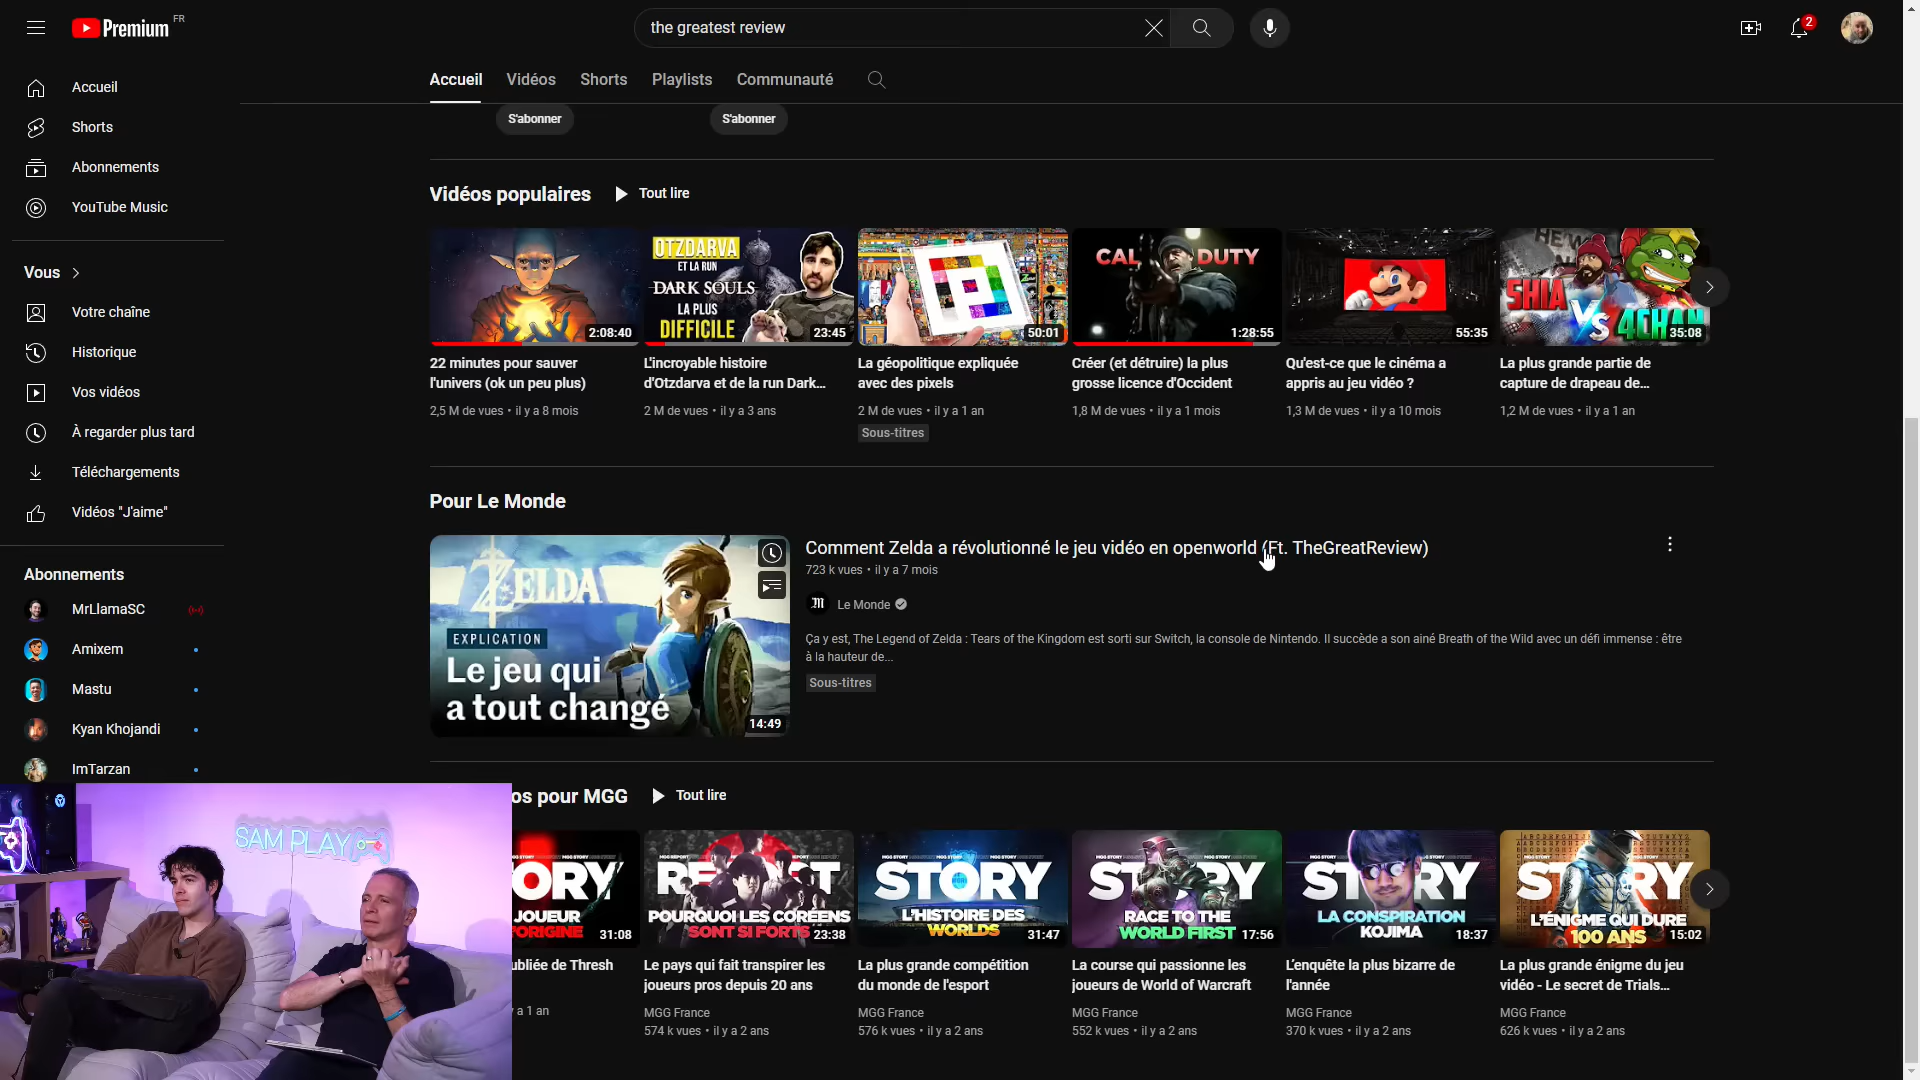 Premium FR
the greatest review
2
Accueil
Shorts
Abonnements
YouTube Music
Vous
Votre chaîne
Historique
Vos vidéos
À regarder plus tard
Téléchargements
Vidéos "J'aime"
Abonnements
MrLlamaSC
Amixem
Mastu
Kyan Khojandi
ImTarzan
Accueil Vidéos Shorts Playlists Communauté
S'abonner S'abonner
Vidéos populaires Tout lire
2:08:40
22 minutes pour sauver
l'univers (ok un peu plus)
2,5 M de vues • il y a 8 mois
OTZDARVA
ET LA RUN
DARK SOULS
LA PLUS
DIFFICILE
23:45
L'incroyable histoire
d'Otzdarva et de la run Dark...
2 M de vues • il y a 3 ans
50:01
La géopolitique expliquée
avec des pixels
2 M de vues • il y a 1 an
Sous-titres
CALL DUTY
1:28:55
Créer (et détruire) la plus
grosse licence d'Occident
1,8 M de vues • il y a 1 mois
55:35
Qu'est-ce que le cinéma a
appris au jeu vidéo ?
1,3 M de vues • il y a 10 mois
SHIA
VS 4CHAN
35:08
La plus grande partie de
capture de drapeau de...
1,2 M de vues • il y a 1 an
Pour Le Monde
ZELDA
EXPLICATION
Le jeu qui
a tout changé
14:49
Comment Zelda a révolutionné le jeu vidéo en openworld (Ft. TheGreatReview)
723 k vues • il y a 7 mois
Le Monde
Ça y est, The Legend of Zelda : Tears of the Kingdom est sorti sur Switch, la console de Nintendo. Il succède a son ainé Breath of the Wild avec un défi immense : être
à la hauteur de...
Sous-titres
os pour MGG Tout lire
SAM PLAY
ORY
JOUEUR
ORIGINE
31:08
ubliée de Thresh
a 1 an
POURQUOI LES CORÉENS
SONT SI FORTS
23:38
Le pays qui fait transpirer les
joueurs pros depuis 20 ans
MGG France
574 k vues • il y a 2 ans
MGG STORY
STORY
L'HISTOIRE DES
WORLDS
31:47
La plus grande compétition
du monde de l'esport
MGG France
576 k vues • il y a 2 ans
MGG STORY
STORY
RACE TO THE
WORLD FIRST
17:56
La course qui passionne les
joueurs de World of Warcraft
MGG France
552 k vues • il y a 2 ans
MGG STORY
STORY
LA CONSPIRATION
KOJIMA
18:37
L'enquête la plus bizarre de
l'année
MGG France
370 k vues • il y a 2 ans
MGG STORY
STORY
L'ÉNIGME QUI DURE
100 ANS
15:02
La plus grande énigme du jeu
vidéo - Le secret de Trials...
MGG France
626 k vues • il y a 2 ans